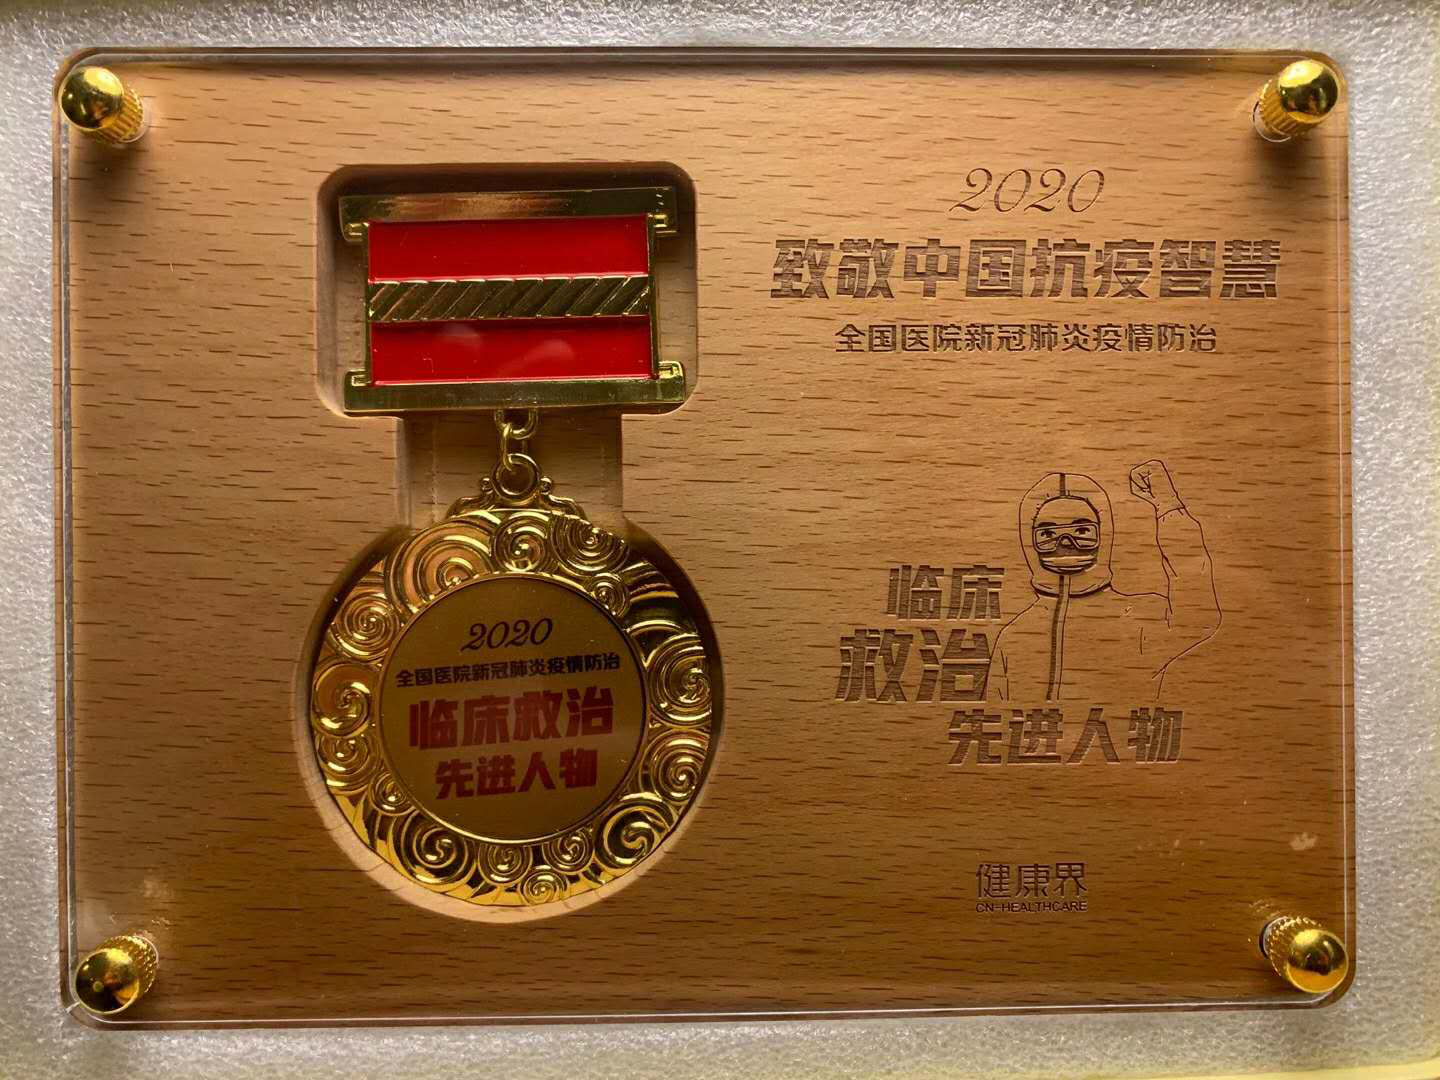 2020
全国医院新冠肺炎疫情防治
临床救治
先进人物
2020
致敬中国抗疫智慧
全国医院新冠肺炎疫情防治
临床
救治
先进人物
健康界
CN-HEALTHCARE